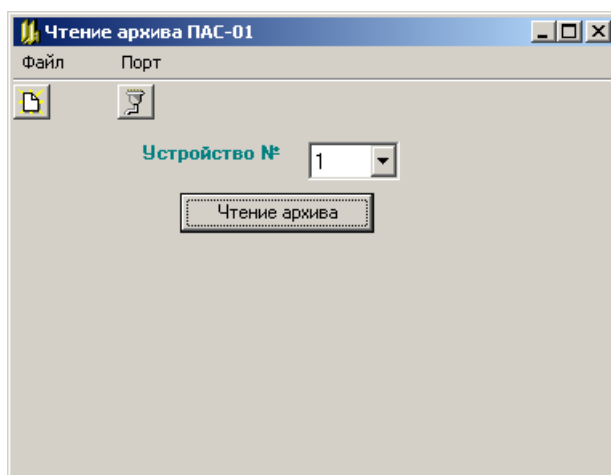 Чтение архива ПАС-01
Файл Порт
Устройство № 1
Чтение архива